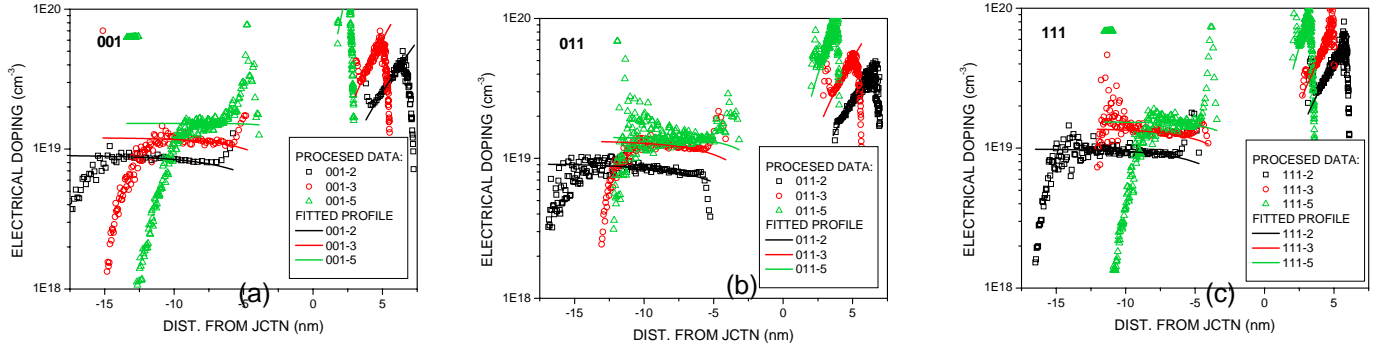 1E20
001
1E19
1E18
ELECTRICAL DOPING (cm-3)
-15
-10
-5
0
5
DIST. FROM JCTN (nm)
PROCESED DATA:
001-2
001-3
001-5
FITTED PROFILE
001-2
001-3
001-5
(a)
1E20
011
1E19
1E18
ELECTRICAL DOPING (cm-3)
-15
-10
-5
0
5
DIST. FROM JCTN (nm)
PROCESED DATA:
011-2
011-3
011-5
FITTED PROFILE
011-2
011-3
011-5
(b)
1E20
111
1E19
1E18
ELECTRICAL DOPING (cm-3)
-15
-10
-5
0
5
DIST. FROM JCTN (nm)
PROCESED DATA:
111-2
111-3
111-5
FITTED PROFILE
111-2
111-3
111-5
(c)